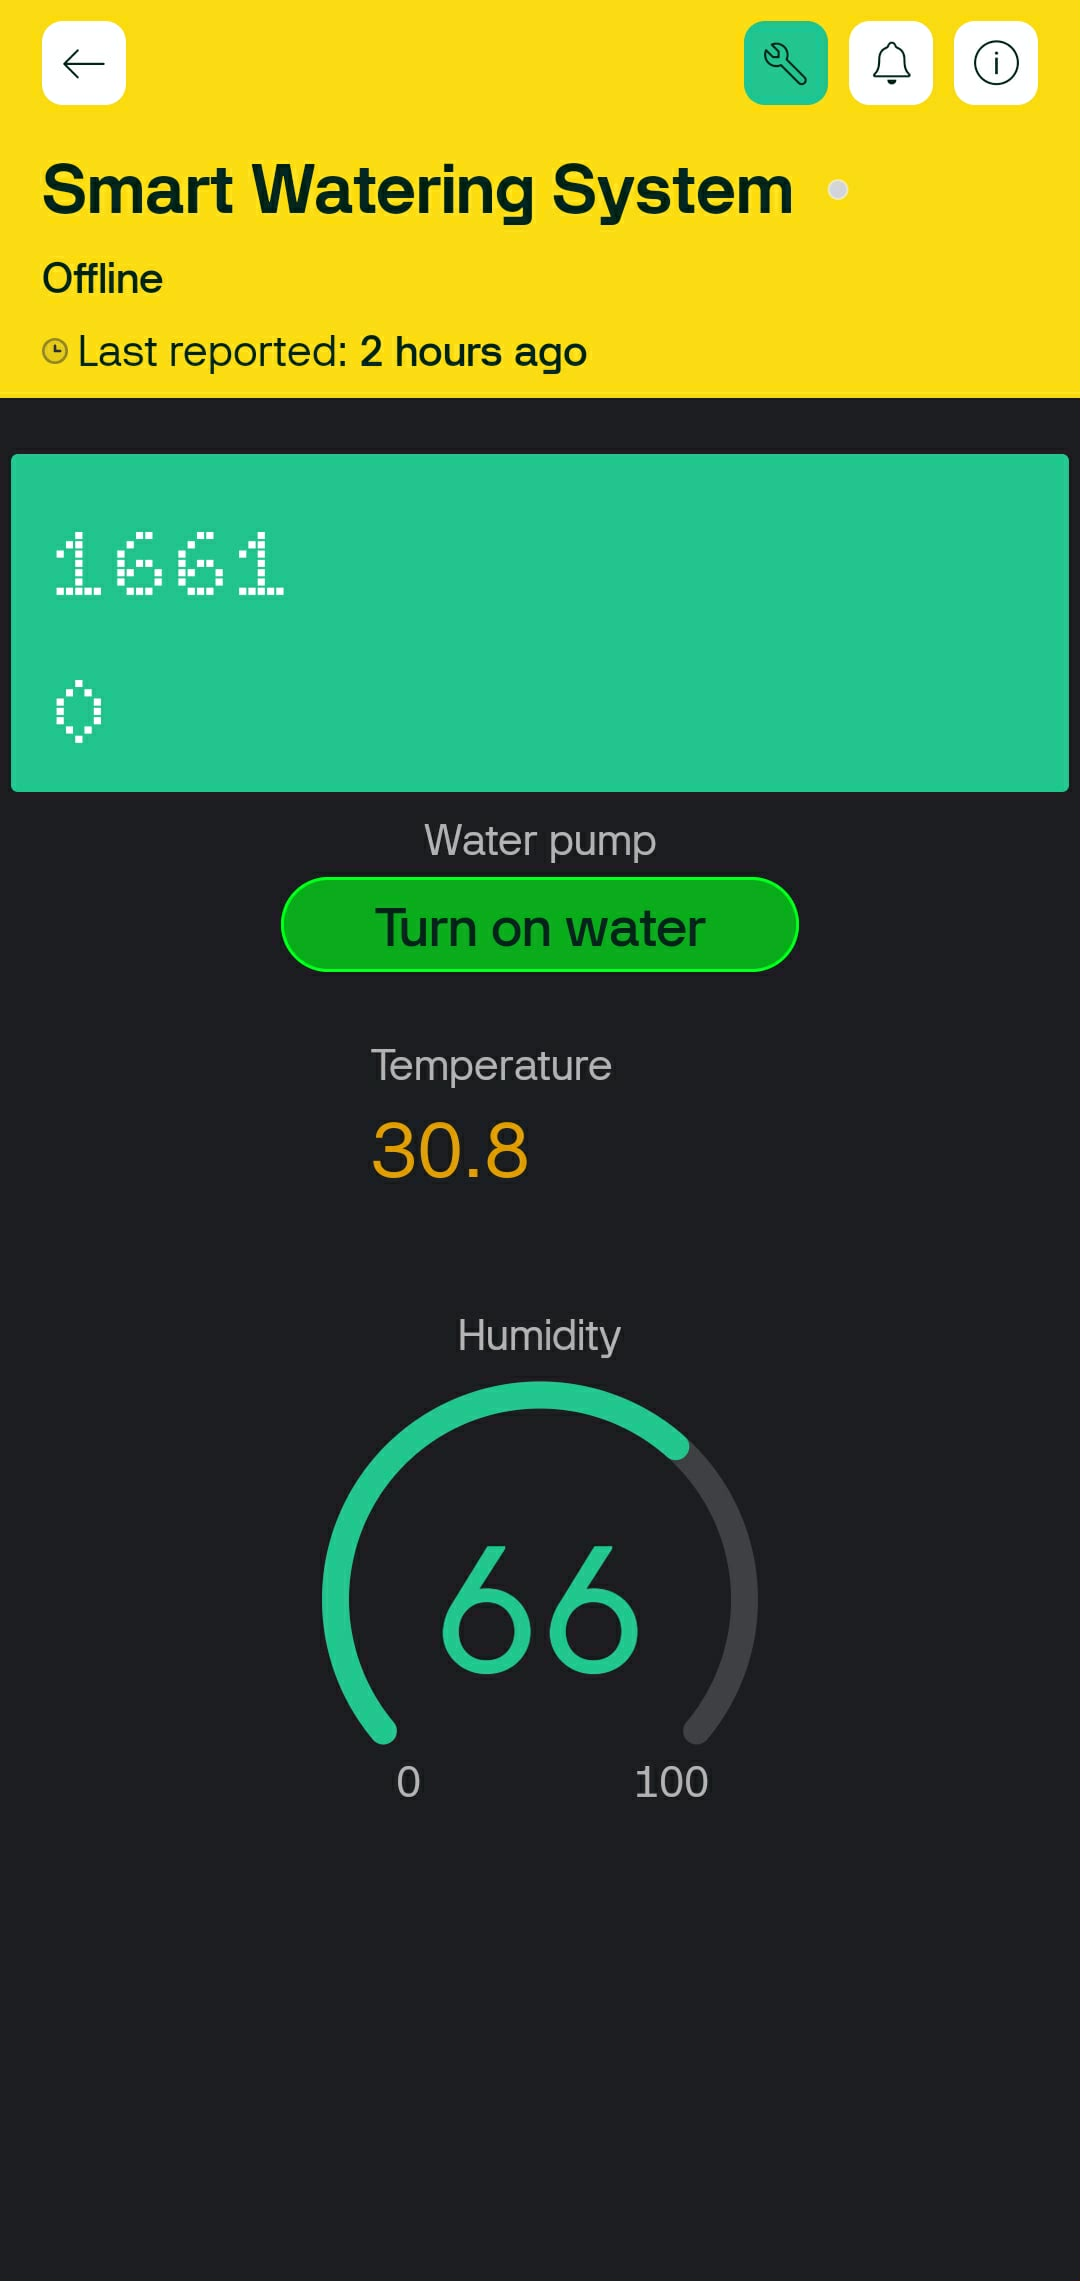 Smart Watering System
Offline
Last reported: 2 hours ago
1661
0
Water pump
Turn on water
Temperature
30.8
Humidity
66
0 100